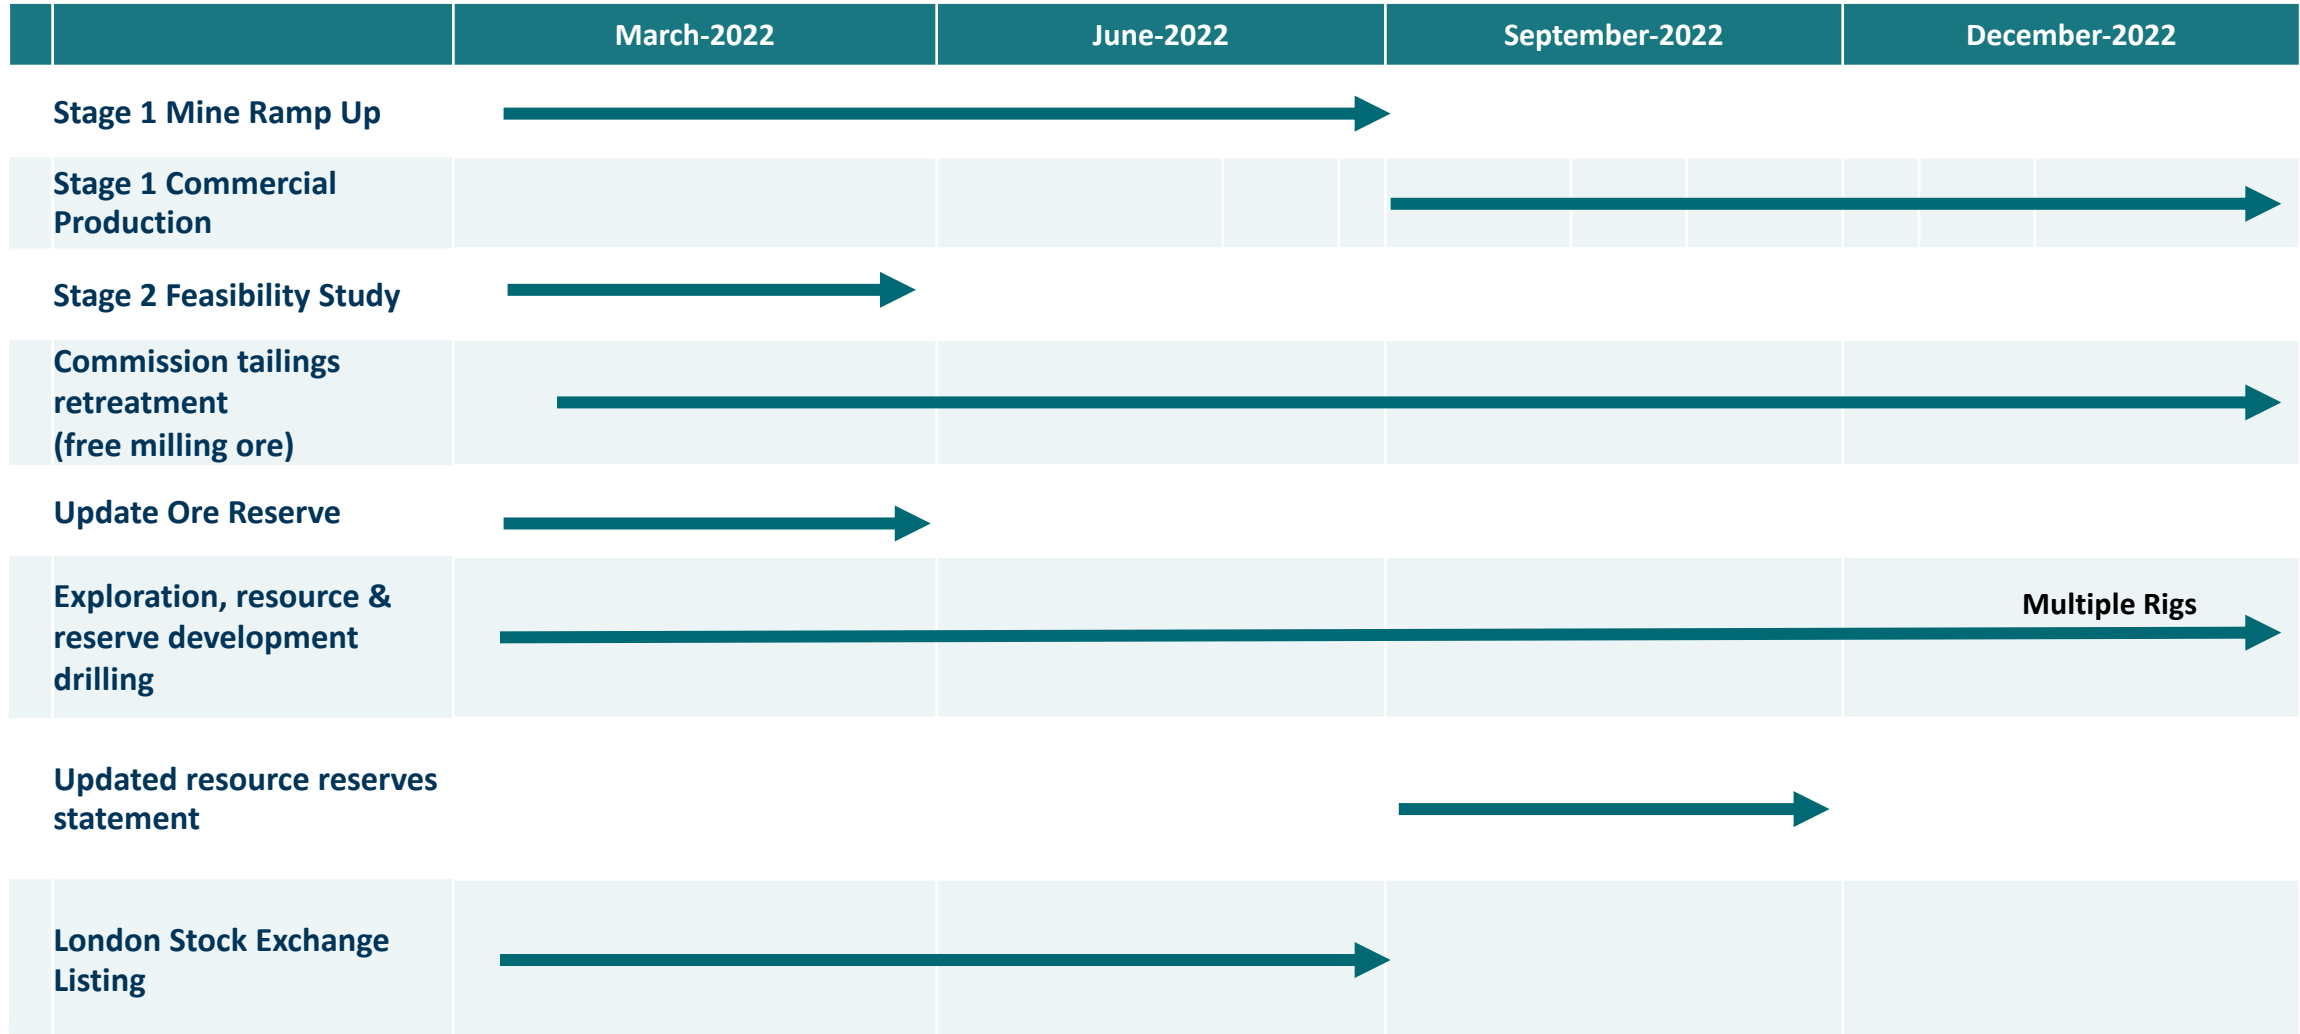 March-2022
June-2022
September-2022
December-2022
Stage 1 Mine Ramp Up
Stage 1 Commercial
Production
Stage 2 Feasibility Study
Commission tailings
retreatment
(free milling ore)
Update Ore Reserve
Exploration, resource &
reserve development
drilling
Multiple Rigs
Updated resource reserves
statement
London Stock Exchange
Listing